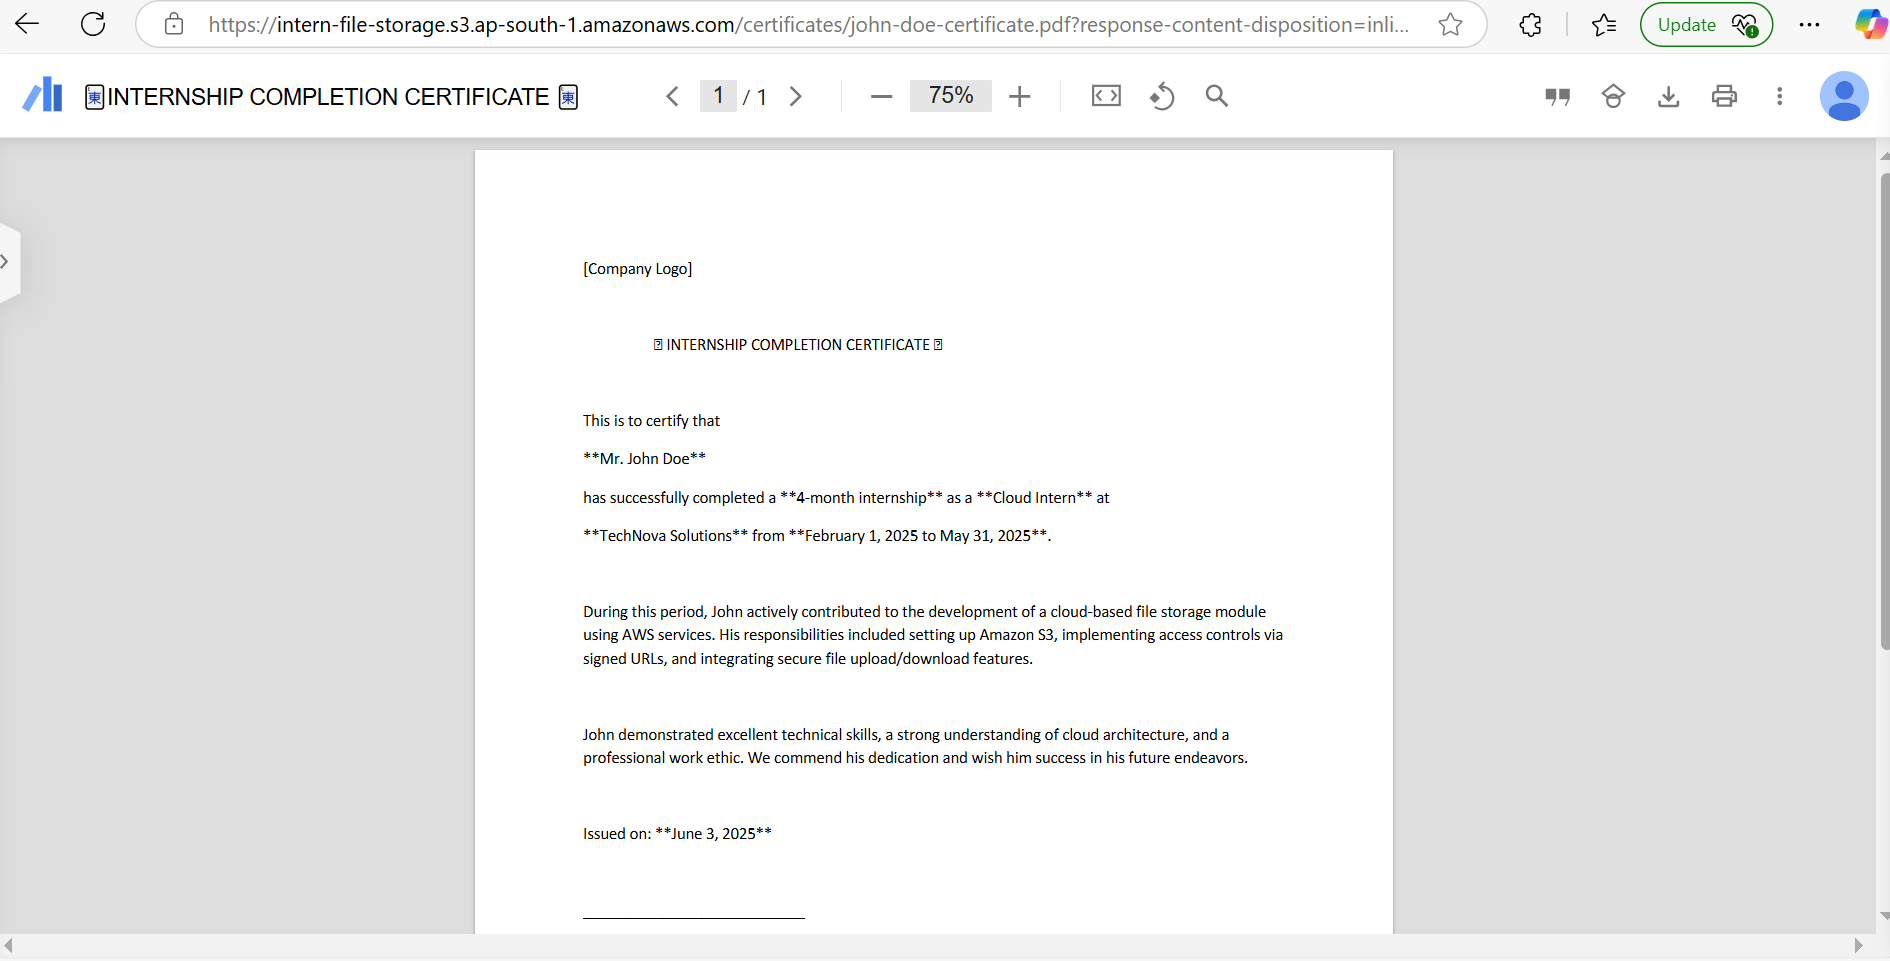 https://intern-file-storage.s3.ap-south-1.amazonaws.com/certificates/john-doe-certificate.pdf?response-content-disposition=inli...
Update
🀀INTERNSHIP COMPLETION CERTIFICATE 🀀
1 / 1
75%
[Company Logo]
INTERNSHIP COMPLETION CERTIFICATE
This is to certify that
**Mr. John Doe**
has successfully completed a **4-month internship** as a **Cloud Intern** at
**TechNova Solutions** from **February 1, 2025 to May 31, 2025**.
During this period, John actively contributed to the development of a cloud-based file storage module
using AWS services. His responsibilities included setting up Amazon S3, implementing access controls via
signed URLs, and integrating secure file upload/download features.
John demonstrated excellent technical skills, a strong understanding of cloud architecture, and a
professional work ethic. We commend his dedication and wish him success in his future endeavors.
Issued on: **June 3, 2025**